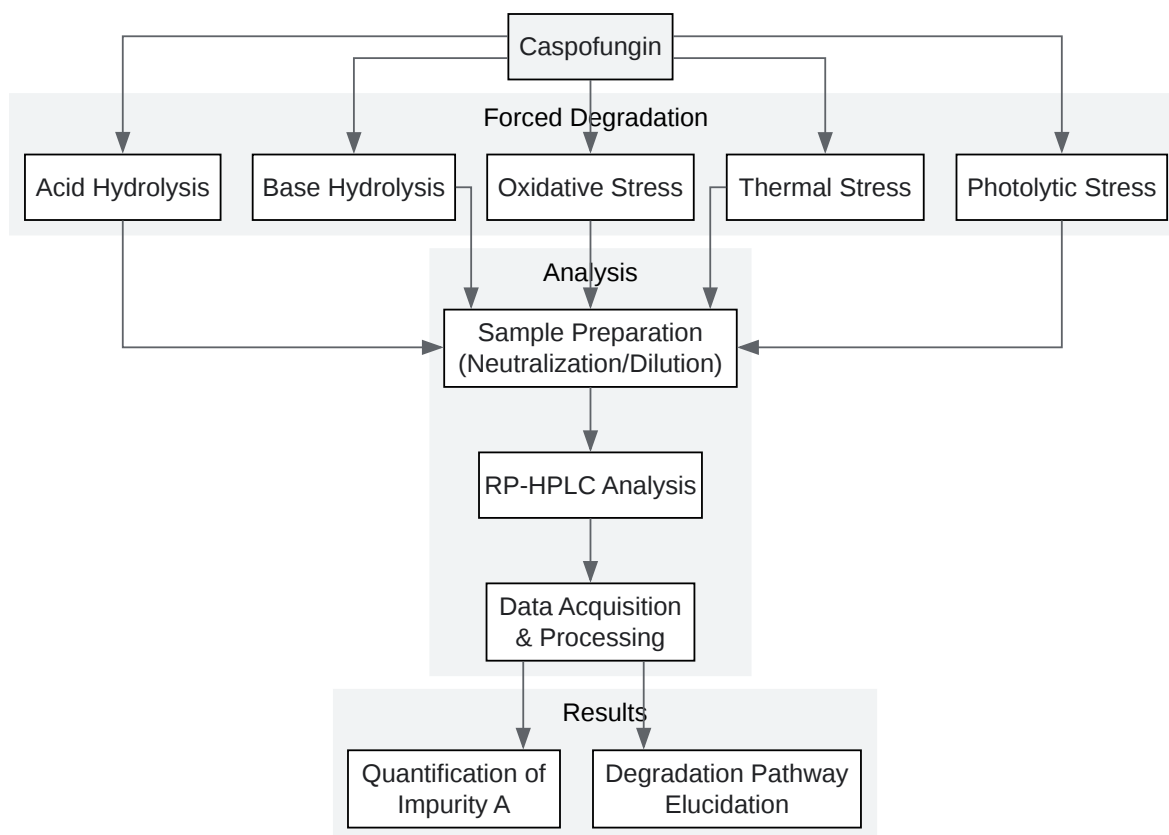 Caspofungin
Forced Degradation
Acid Hydrolysis
Base Hydrolysis
Oxidative Stress
Thermal Stress
Photolytic Stress
Analysis
Sample Preparation
(Neutralization/Dilution)
RP-HPLC Analysis
Data Acquisition
& Processing
Results
Quantification of
Impurity A
Degradation Pathway
Elucidation